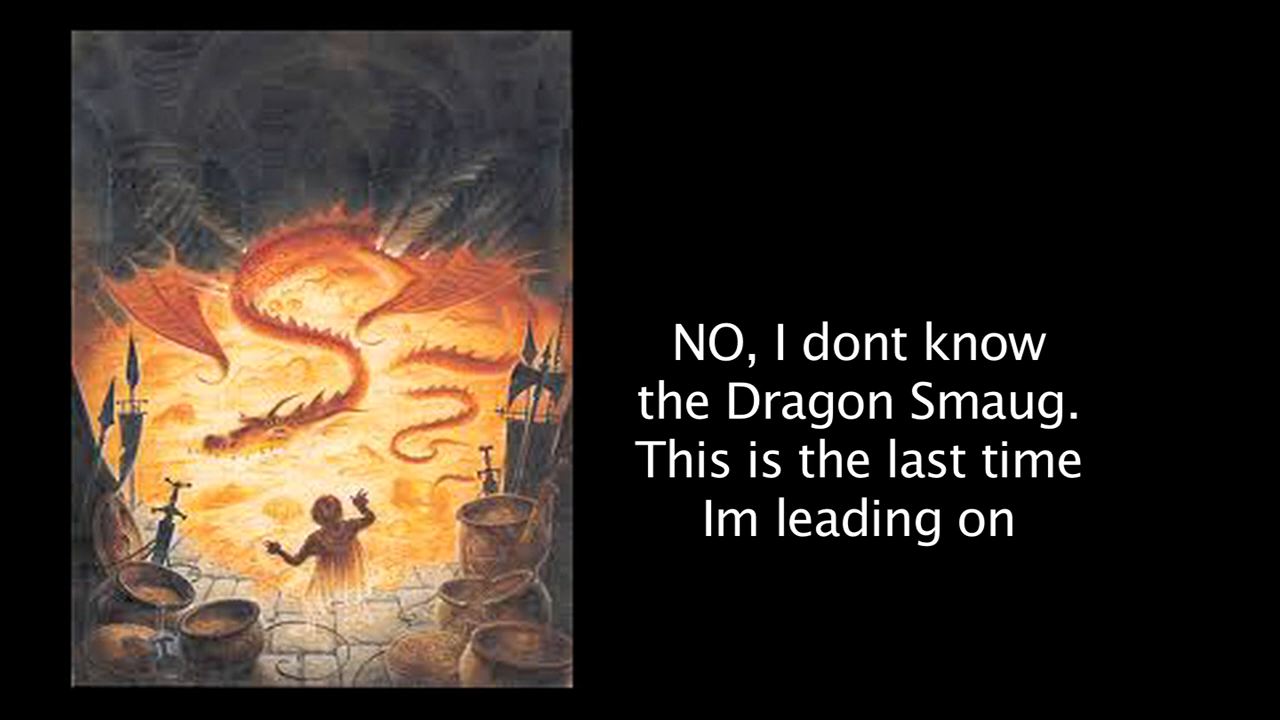 NO, I dont know
the Dragon Smaug.
This is the last time
Im leading on